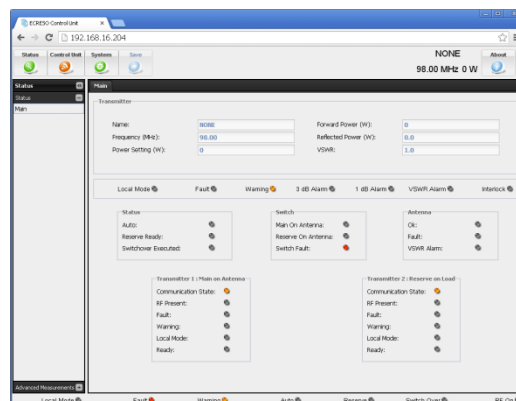 ECRESO Control Unit
192.168.16.204
Status Control Unit System Save NONE About
98.00 MHz 0 W
Status Main
Status
Main
Transmitter
Name: NONE Forward Power (W): 0
Frequency (MHz): 98.00 Reflected Power (W): 0.0
Power Setting (W): 0 VSWR: 1.0
Local Mode Fault Warning 3 dB Alarm 1 dB Alarm VSWR Alarm Interlock
Status Switch Antenna
Auto: Main On Antenna: Ok:
Reserve Ready: Reserve On Antenna: Fault:
Switchover Executed: Switch Fault: VSWR Alarm:
Transmitter 1 : Main on Antenna Transmitter 2 : Reserve on Load
Communication State: Communication State:
RF Present: RF Present:
Fault: Fault:
Warning: Warning:
Local Mode: Local Mode:
Ready: Ready:
Advanced Measurements
Local Mode Fault Warning Auto Reserve Switch Over RF On